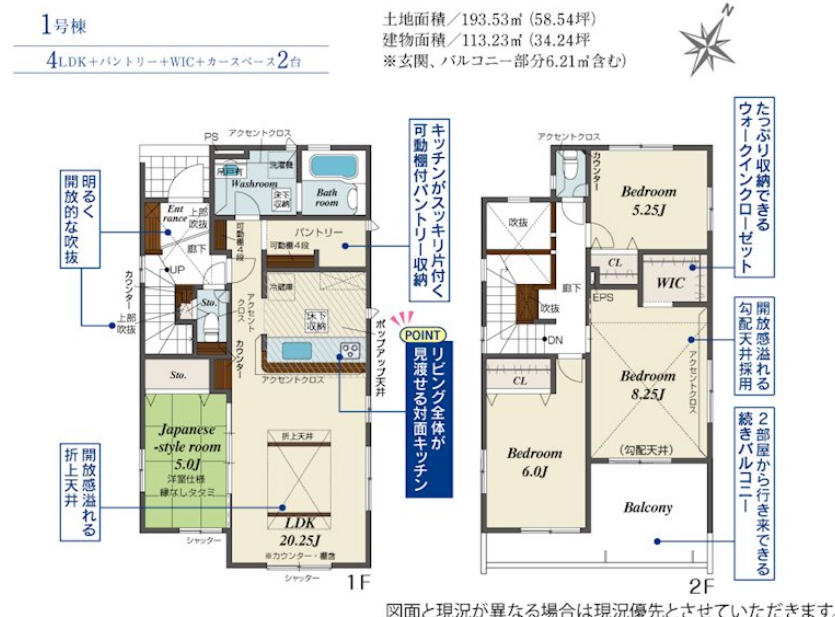 1号棟
4LDK+パントリー+WIC+カースペース2台
土地面積／193.53㎡（58.54坪）
建物面積／113.23㎡（34.24坪
※玄関、バルコニー部分6.21㎡含む）
N
明るく
開放的な吹抜
キッチンがスッキリ片付く
可動棚付パントリー収納
POINT
リビング全体が
見渡せる対面キッチン
開放感溢れる
折上天井
たっぷり収納できる
ウォークインクローゼット
開放感溢れる
勾配天井採用
2部屋から行き来できる
続きバルコニー
PS
アクセントクロス
吊戸有
洗濯機
Washroom
床下
収納
Bath
room
Ent
rance
上部
吹抜
廊下
UP
可動棚4段
パントリー
可動棚4段
カウンター
上部
吹抜
Sto.
アクセント
クロス
冷蔵庫
床下
収納
ポップアップ天井
カウンター
アクセントクロス
Sto.
Japanese
-style room
5.0J
洋室仕様
縁なしタタミ
シャッター
折上天井
LDK
20.25J
※カウンター・棚含
シャッター
1F
アクセントクロス
カウンター
Bedroom
5.25J
吹抜
廊下
CL
WIC
EPS
吹抜
DN
CL
Bedroom
8.25J
アクセントクロス
（勾配天井）
Bedroom
6.0J
Balcony
2F
図面と現況が異なる場合は現況優先とさせていただきます